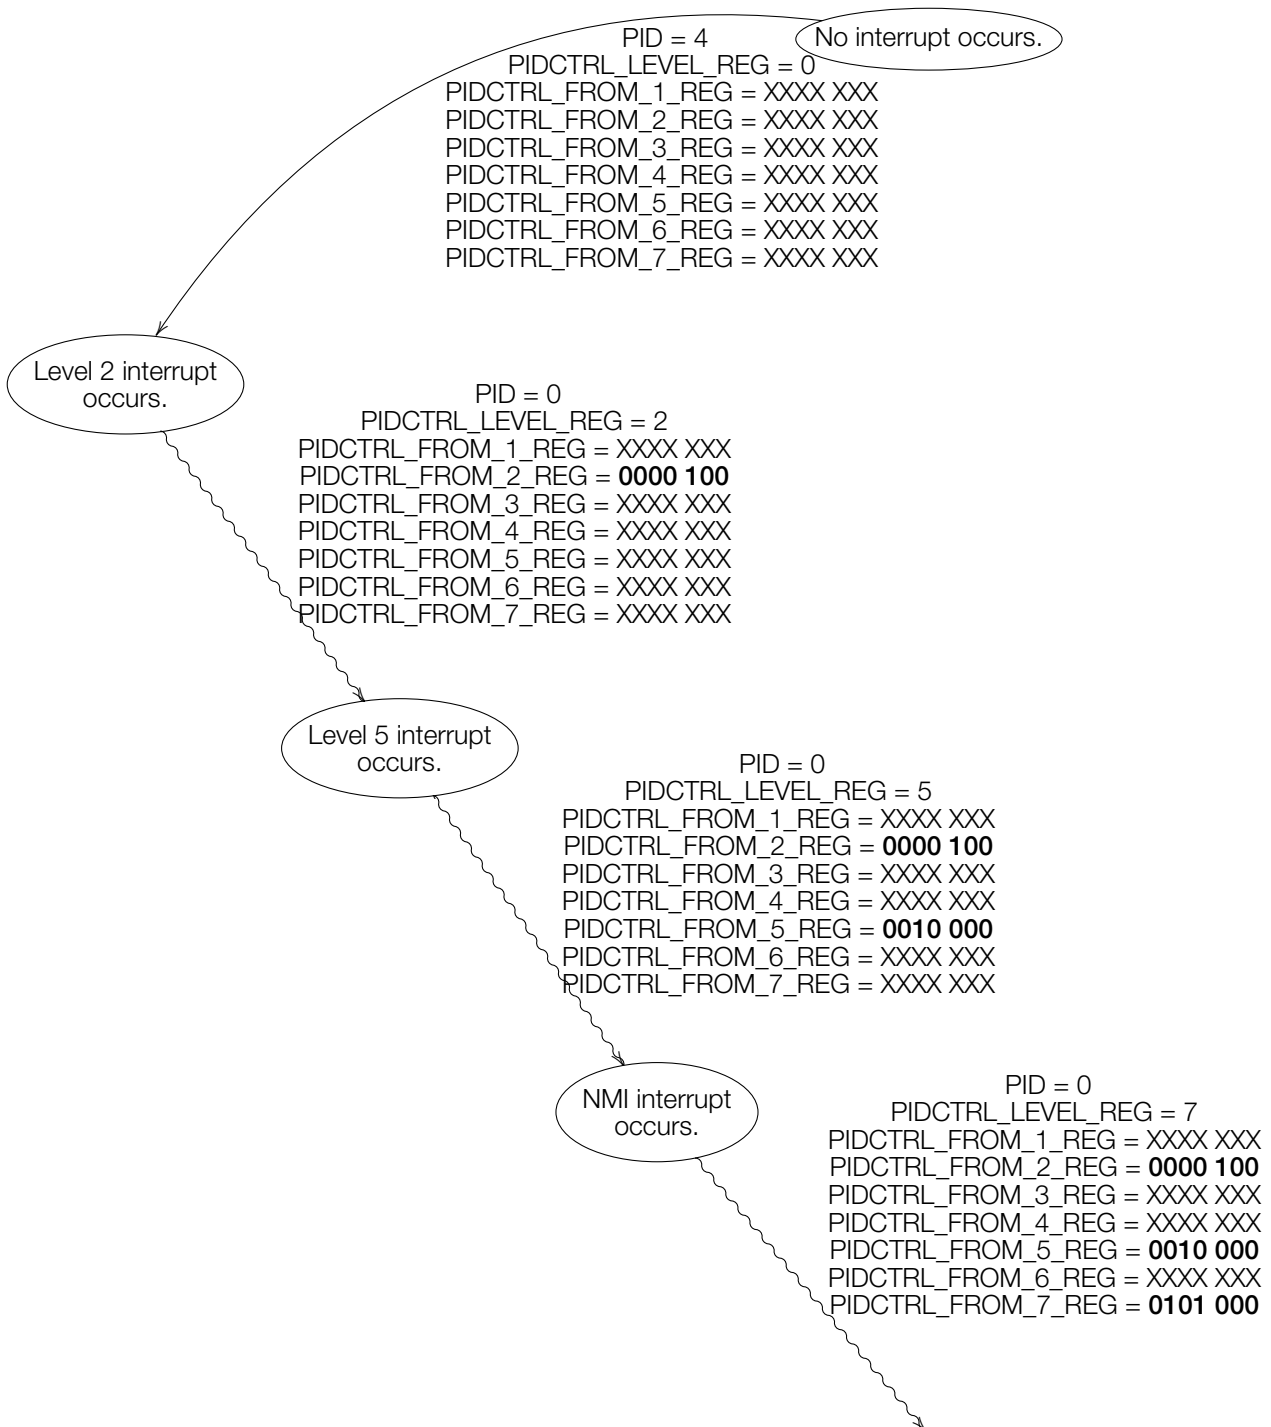 No interrupt occurs.
PID = 4
PIDCTRL_LEVEL_REG = 0
PIDCTRL_FROM_1_REG = XXXX XXX
PIDCTRL_FROM_2_REG = XXXX XXX
PIDCTRL_FROM_3_REG = XXXX XXX
PIDCTRL_FROM_4_REG = XXXX XXX
PIDCTRL_FROM_5_REG = XXXX XXX
PIDCTRL_FROM_6_REG = XXXX XXX
PIDCTRL_FROM_7_REG = XXXX XXX
Level 2 interrupt
occurs.
PID = 0
PIDCTRL_LEVEL_REG = 2
PIDCTRL_FROM_1_REG = XXXX XXX
PIDCTRL_FROM_2_REG = 0000 100
PIDCTRL_FROM_3_REG = XXXX XXX
PIDCTRL_FROM_4_REG = XXXX XXX
PIDCTRL_FROM_5_REG = XXXX XXX
PIDCTRL_FROM_6_REG = XXXX XXX
PIDCTRL_FROM_7_REG = XXXX XXX
Level 5 interrupt
occurs.
PID = 0
PIDCTRL_LEVEL_REG = 5
PIDCTRL_FROM_1_REG = XXXX XXX
PIDCTRL_FROM_2_REG = 0000 100
PIDCTRL_FROM_3_REG = XXXX XXX
PIDCTRL_FROM_4_REG = XXXX XXX
PIDCTRL_FROM_5_REG = 0010 000
PIDCTRL_FROM_6_REG = XXXX XXX
PIDCTRL_FROM_7_REG = XXXX XXX
NMI interrupt
occurs.
PID = 0
PIDCTRL_LEVEL_REG = 7
PIDCTRL_FROM_1_REG = XXXX XXX
PIDCTRL_FROM_2_REG = 0000 100
PIDCTRL_FROM_3_REG = XXXX XXX
PIDCTRL_FROM_4_REG = XXXX XXX
PIDCTRL_FROM_5_REG = 0010 000
PIDCTRL_FROM_6_REG = XXXX XXX
PIDCTRL_FROM_7_REG = 0101 000